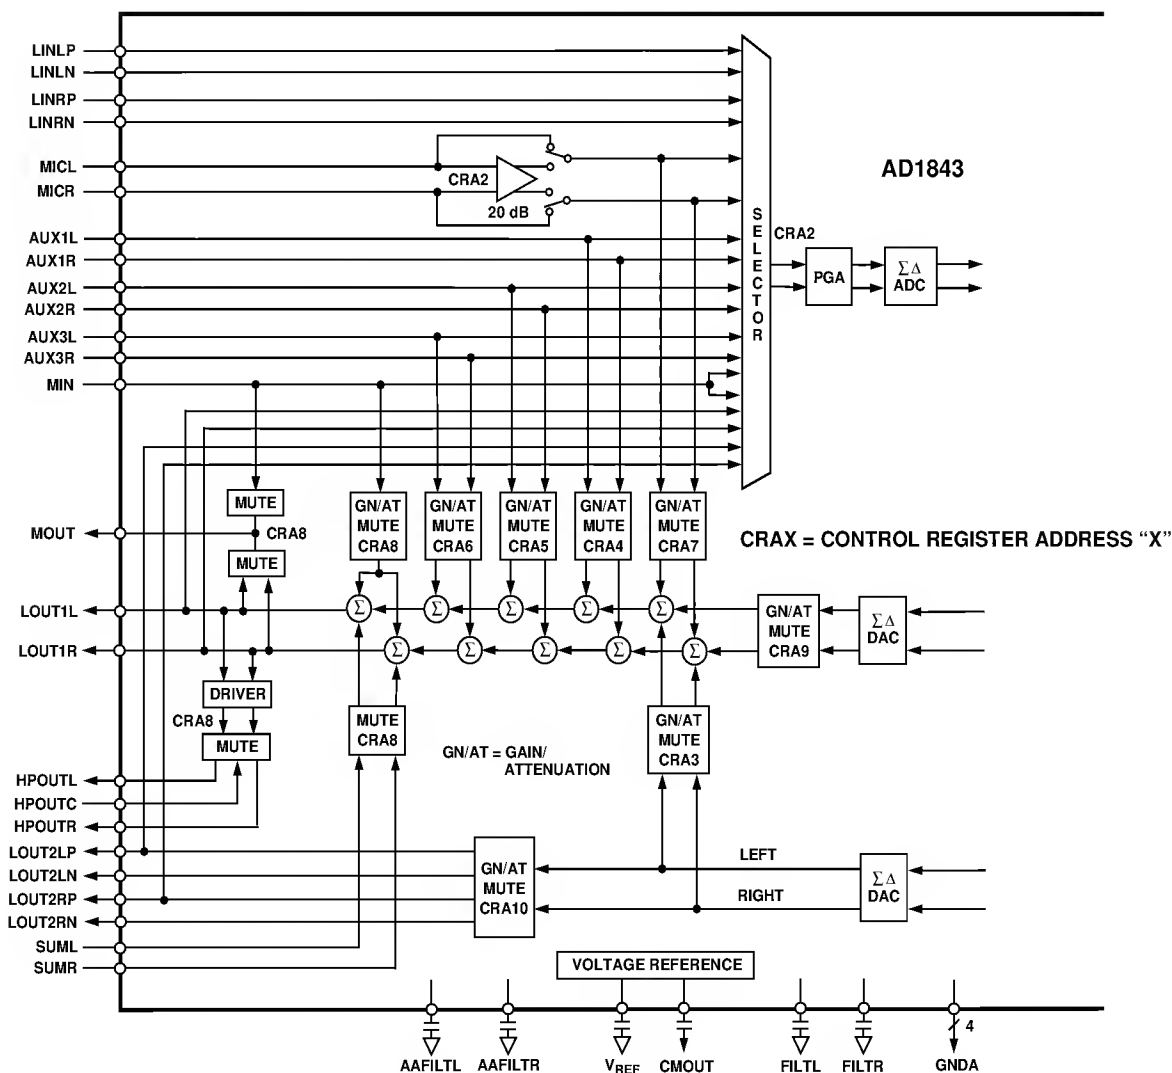 LINLP
LINLN
LINRP
LINRN
MICL
MICR
CRA2
20 dB
AD1843
AUX1L
AUX1R
AUX2L
AUX2R
AUX3L
AUX3R
MIN
SELECTOR
CRA2
PGA
ΣΔ
ADC
MUTE
CRA8
MUTE
MOUT
GN/AT
MUTE
CRA8
GN/AT
MUTE
CRA6
GN/AT
MUTE
CRA5
GN/AT
MUTE
CRA4
GN/AT
MUTE
CRA7
CRAX = CONTROL REGISTER ADDRESS “X”
LOUT1L
LOUT1R
Σ
Σ
Σ
Σ
Σ
Σ
Σ
Σ
Σ
Σ
GN/AT
MUTE
CRA9
ΣΔ
DAC
DRIVER
CRA8
MUTE
MUTE
CRA8
GN/AT = GAIN/
ATTENUATION
GN/AT
MUTE
CRA3
HPOUTL
HPOUTC
HPOUTR
LOUT2LP
LOUT2LN
LOUT2RP
LOUT2RN
SUML
SUMR
GN/AT
MUTE
CRA10
LEFT
RIGHT
ΣΔ
DAC
VOLTAGE REFERENCE
4
AAFILTL
AAFILTR
VREF
CMOUT
FILTL
FILTR
GNDA